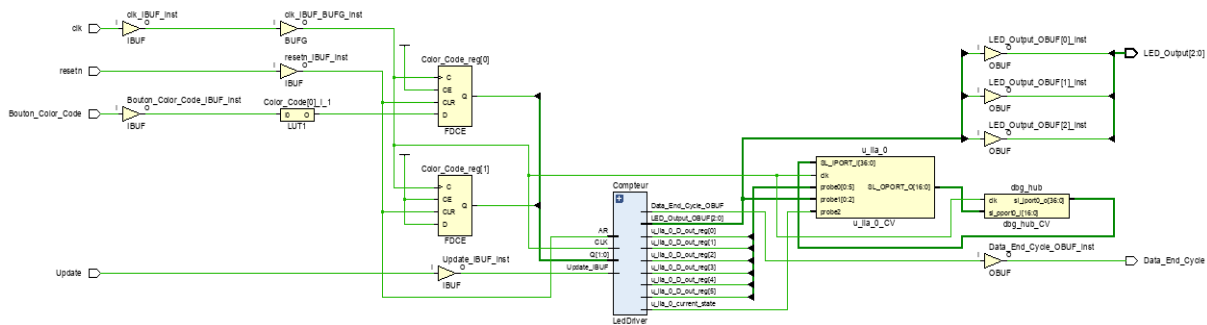 clk
clk_IBUF_inst
I
O
IBUF
clk_IBUF_BUFG_inst
I
O
BUFG
resetn
resetn_IBUF_inst
I
O
IBUF
Bouton_Color_Code
Bouton_Color_Code_IBUF_inst
I
O
IBUF
Color_Code[0]_i_1
I0
O
LUT1
Color_Code_reg[0]
C
CE
CLR
D
Q
FDCE
Color_Code_reg[1]
C
CE
CLR
D
Q
FDCE
Update
Update_IBUF_inst
I
O
IBUF
Compteur
AR
CLK
Q[1:0]
Update_IBUF
Data_End_Cycle_OBUF
LED_Output_OBUF[2:0]
u_ila_0_D_out_reg[0]
u_ila_0_D_out_reg[1]
u_ila_0_D_out_reg[2]
u_ila_0_D_out_reg[3]
u_ila_0_D_out_reg[4]
u_ila_0_D_out_reg[5]
u_ila_0_current_state
LedDriver
u_ila_0
SL_IPORT_I[36:0]
clk
probe0[0:5]
probe1[0:2]
probe2
SL_OPORT_O[16:0]
u_ila_0_CV
dbg_hub
clk
sl_iport0_o[36:0]
sl_oport0_i[16:0]
dbg_hub_CV
LED_Output_OBUF[0]_inst
I
O
OBUF
LED_Output_OBUF[1]_inst
I
O
OBUF
LED_Output_OBUF[2]_inst
I
O
OBUF
LED_Output[2:0]
Data_End_Cycle_OBUF_inst
I
O
OBUF
Data_End_Cycle